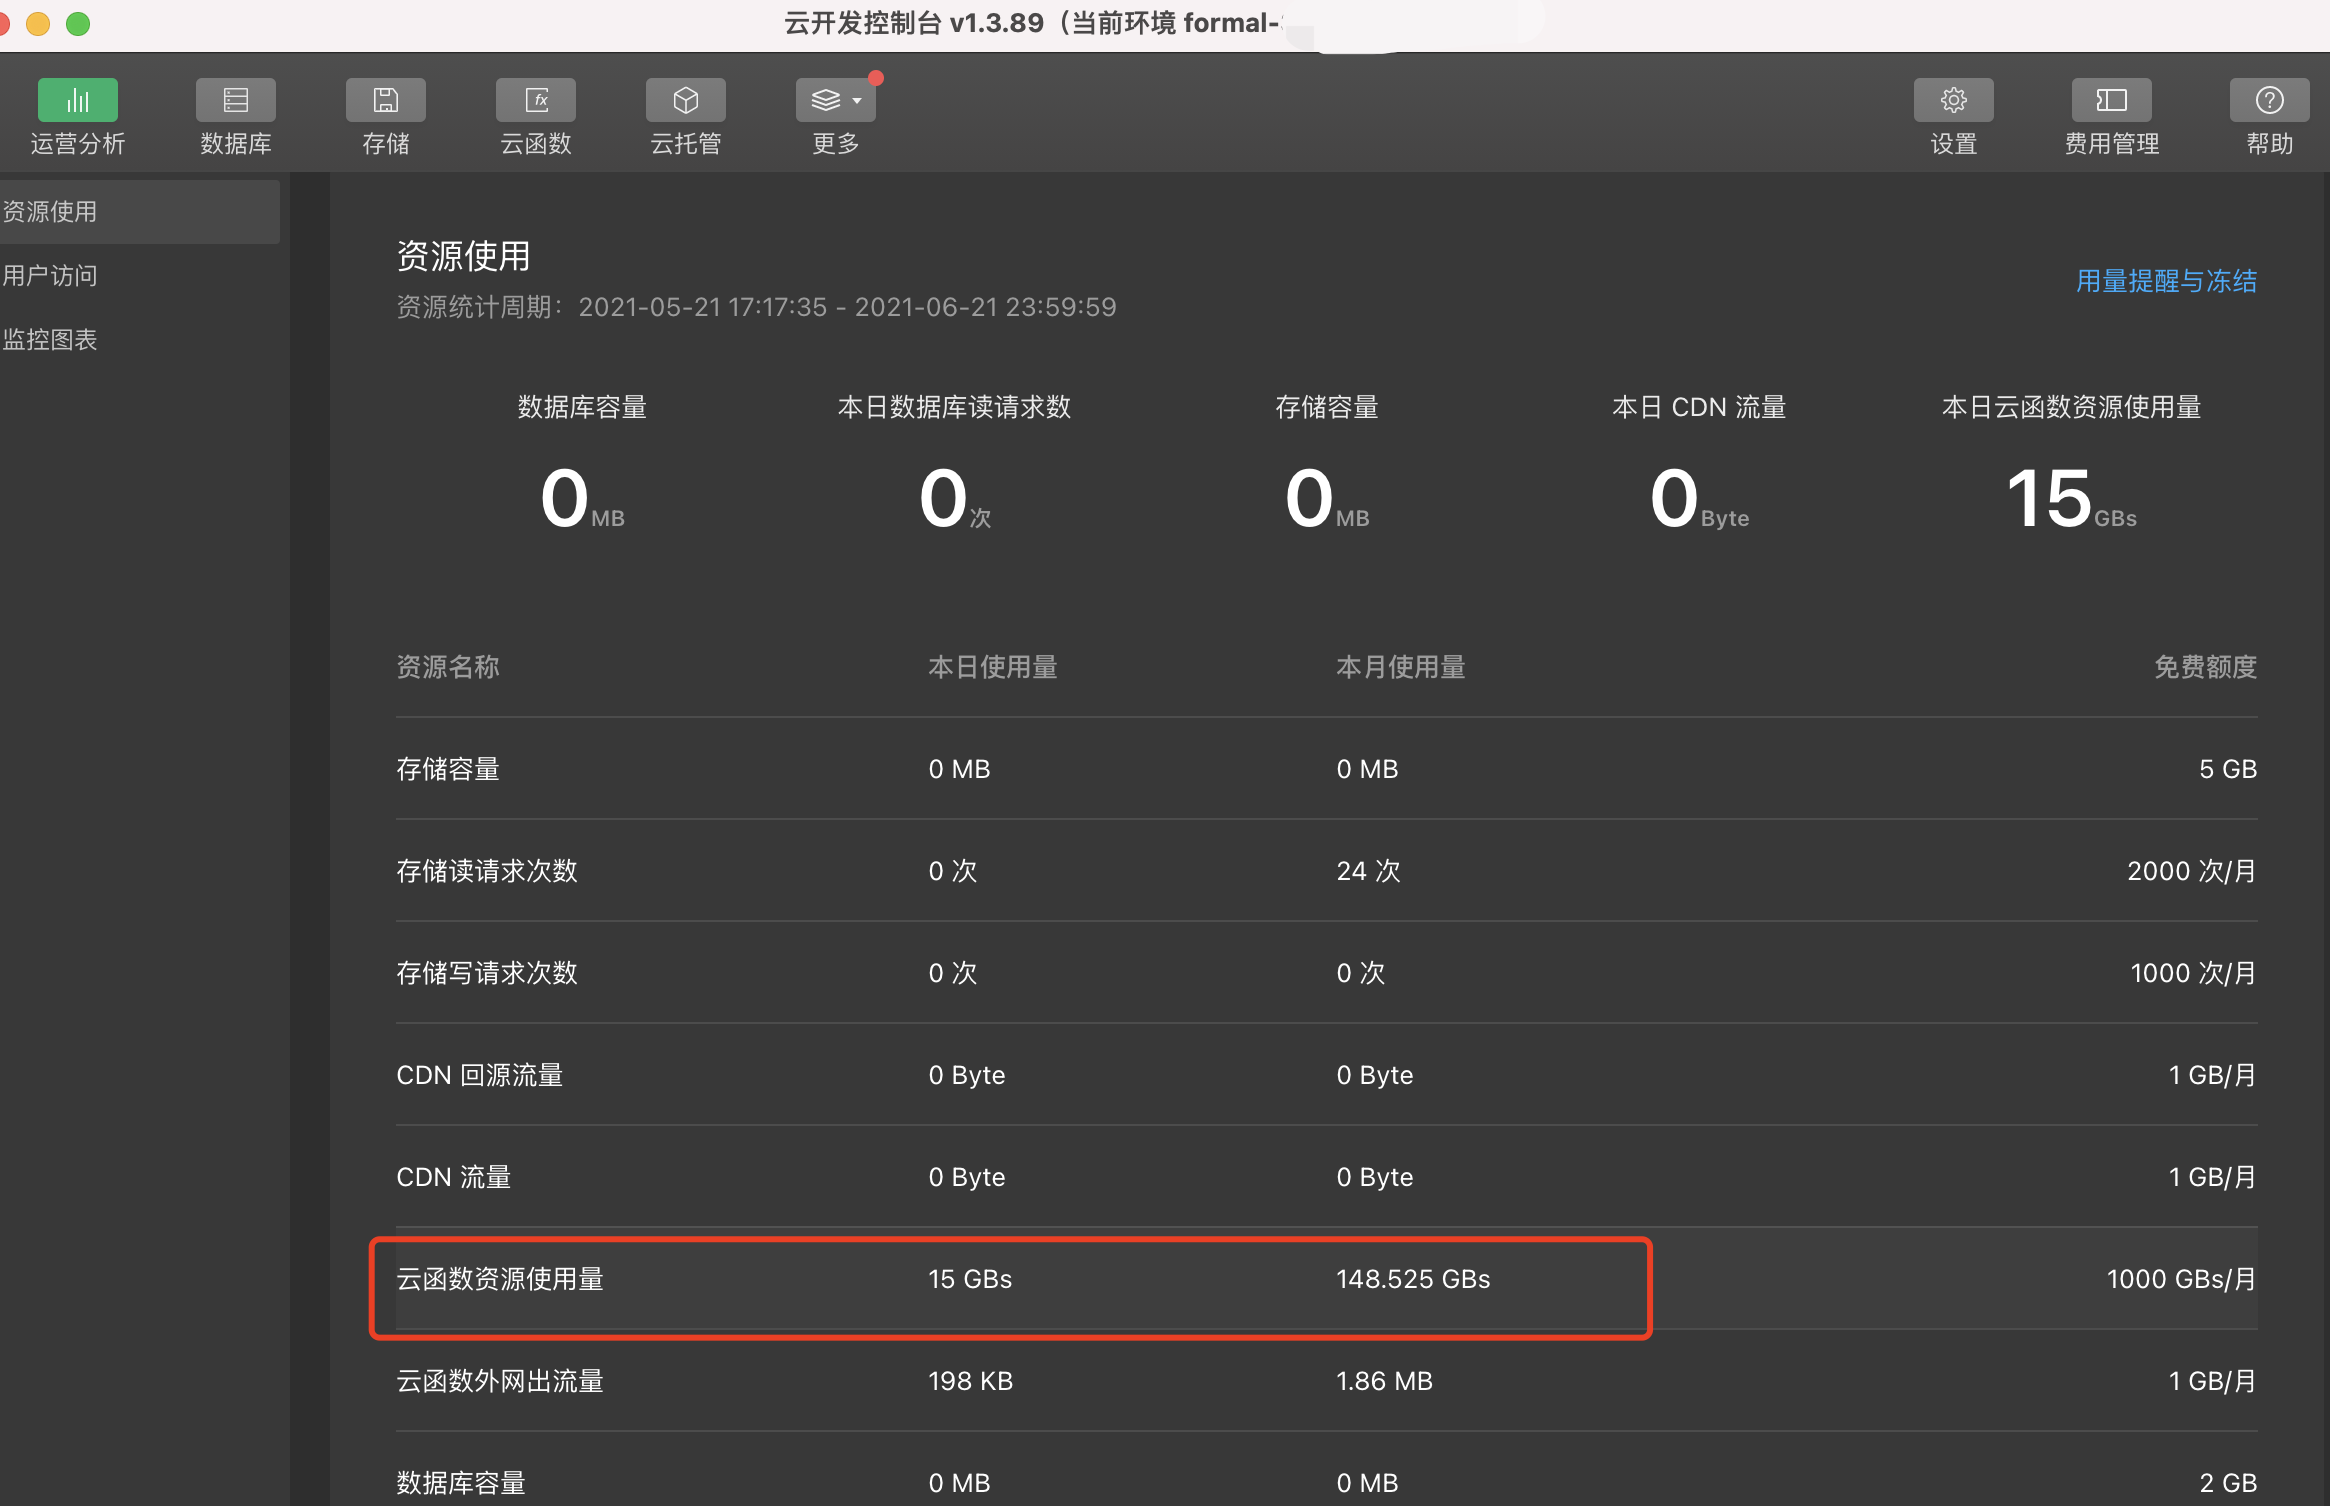 云开发控制台 v1.3.89（当前环境 formal-
运营分析
数据库
存储
云函数
云托管
更多
设置
费用管理
帮助
资源使用
用户访问
监控图表
资源使用
用量提醒与冻结
资源统计周期：2021-05-21 17:17:35 - 2021-06-21 23:59:59
数据库容量 本日数据库读请求数 存储容量 本日 CDN 流量 本日云函数资源使用量
0 MB 0 次 0 MB 0 Byte 15 GBs
资源名称 本日使用量 本月使用量 免费额度
存储容量 0 MB 0 MB 5 GB
存储读请求次数 0 次 24 次 2000 次/月
存储写请求次数 0 次 0 次 1000 次/月
CDN 回源流量 0 Byte 0 Byte 1 GB/月
CDN 流量 0 Byte 0 Byte 1 GB/月
云函数资源使用量 15 GBs 148.525 GBs 1000 GBs/月
云函数外网出流量 198 KB 1.86 MB 1 GB/月
数据库容量 0 MB 0 MB 2 GB